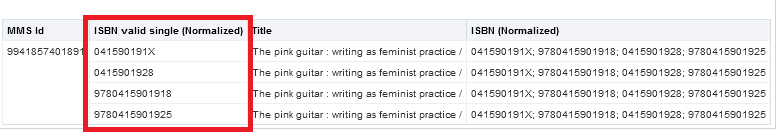 MMS Id ISBN valid single (Normalized) Title ISBN (Normalized)
9941857401891 041590191X The pink guitar : writing as feminist practice / 041590191X; 9780415901918; 0415901928; 9780415901925
0415901928 The pink guitar : writing as feminist practice / 041590191X; 9780415901918; 0415901928; 9780415901925
9780415901918 The pink guitar : writing as feminist practice / 041590191X; 9780415901918; 0415901928; 9780415901925
9780415901925 The pink guitar : writing as feminist practice / 041590191X; 9780415901918; 0415901928; 9780415901925